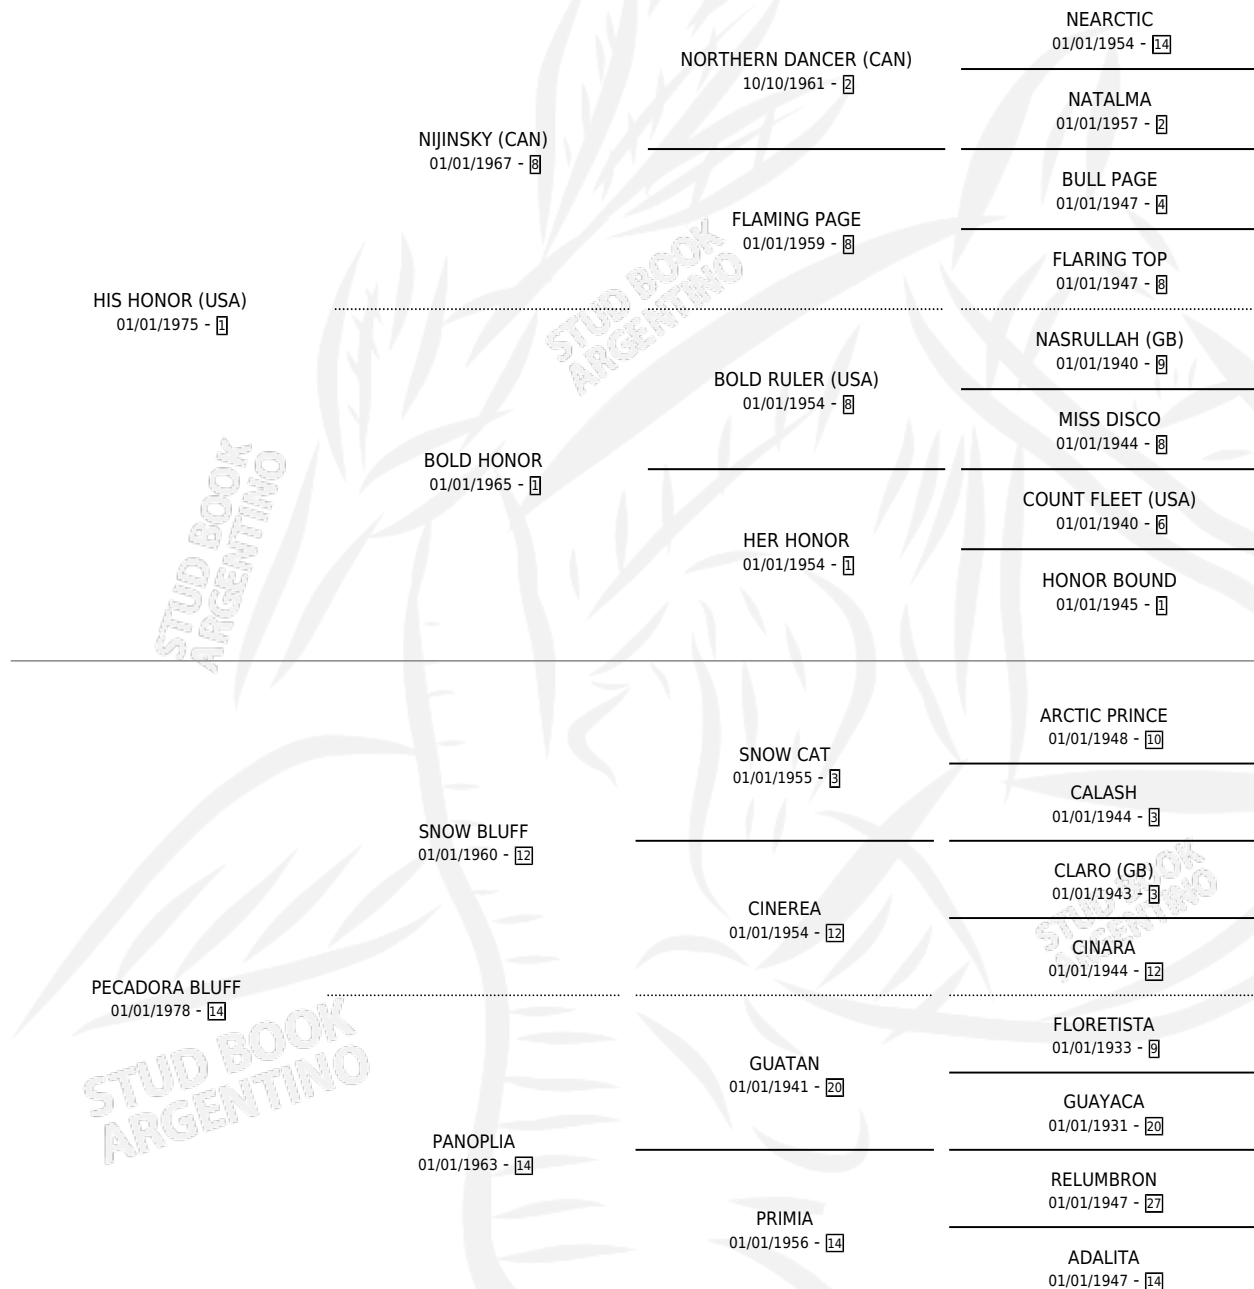 NEARCTIC
01/01/1954 - 14
NORTHERN DANCER (CAN)
10/10/1961 - 2
NATALMA
01/01/1957 - 2
NIJINSKY (CAN)
01/01/1967 - 8
BULL PAGE
01/01/1947 - 4
FLAMING PAGE
01/01/1959 - 8
FLARING TOP
01/01/1947 - 8
HIS HONOR (USA)
01/01/1975 - 1
STUD BOOK
ARGENTINO
NASRULLAH (GB)
01/01/1940 - 9
BOLD RULER (USA)
01/01/1954 - 8
MISS DISCO
01/01/1944 - 8
BOLD HONOR
01/01/1965 - 1
COUNT FLEET (USA)
01/01/1940 - 6
HER HONOR
01/01/1954 - 1
HONOR BOUND
01/01/1945 - 1
STUD BOOK
ARGENTINO
ARCTIC PRINCE
01/01/1948 - 10
SNOW CAT
01/01/1955 - 3
CALASH
01/01/1944 - 3
SNOW BLUFF
01/01/1960 - 12
CLARO (GB)
01/01/1943 - 3
CINEREA
01/01/1954 - 12
STUD BOOK
ARGENTINO
CINARA
01/01/1944 - 12
PECADORA BLUFF
01/01/1978 - 14
STUD BOOK
ARGENTINO
FLORETISTA
01/01/1933 - 9
GUATAN
01/01/1941 - 20
GUAYACA
01/01/1931 - 20
PANOPLIA
01/01/1963 - 14
RELUMBRON
01/01/1947 - 27
PRIMIA
01/01/1956 - 14
ADALITA
01/01/1947 - 14